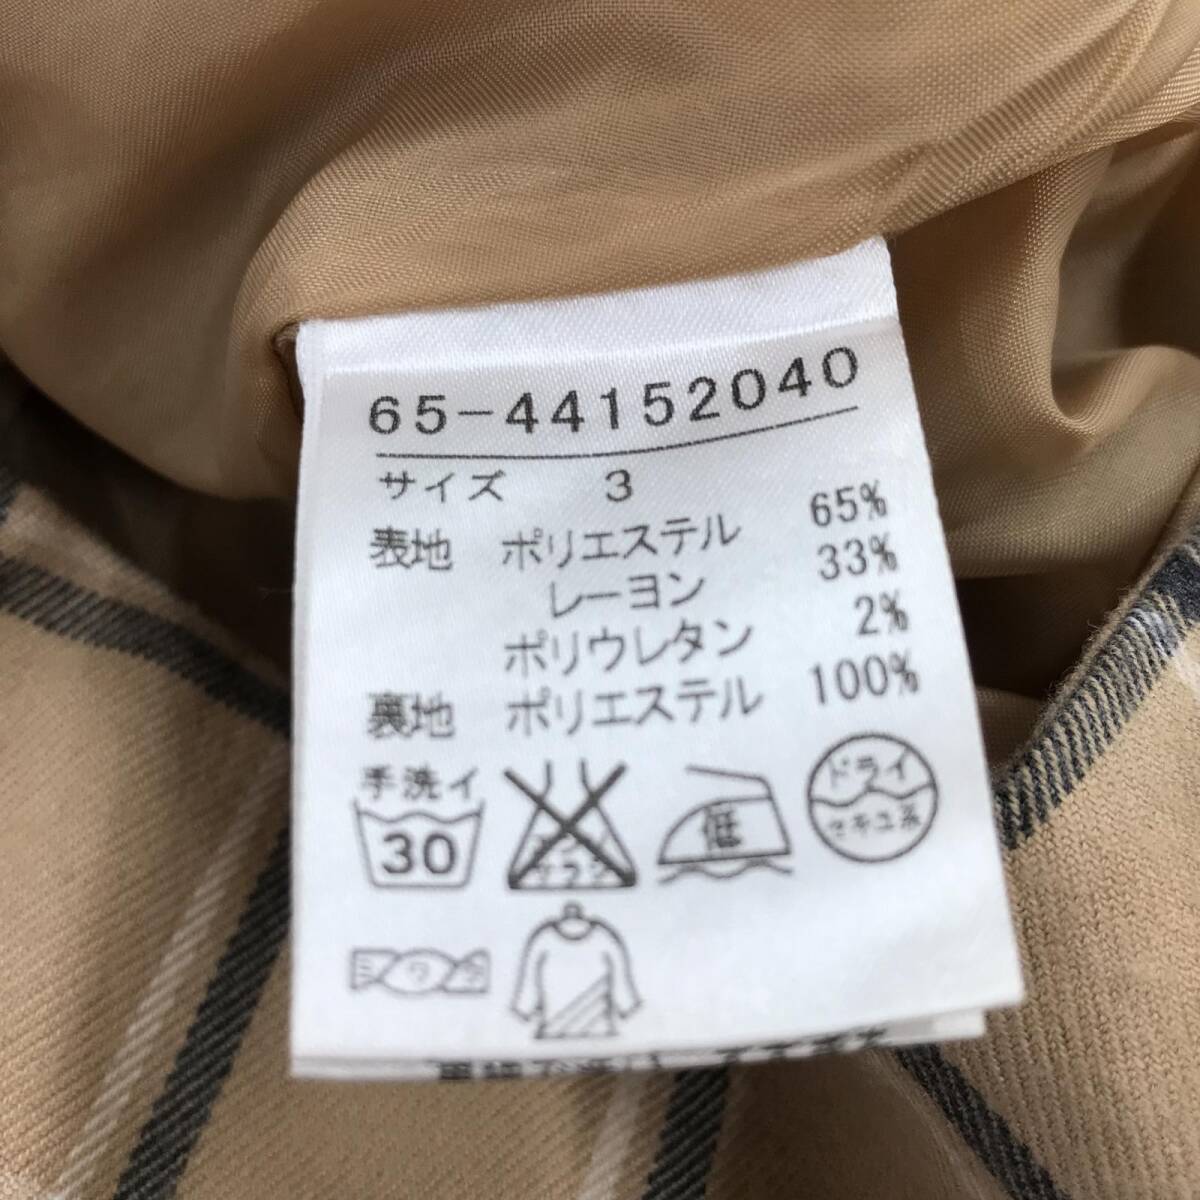 65-44152040
サイズ 3
表地 ポリエステル 65%
レーヨン 33%
ポリウレタン 2%
裏地 ポリエステル 100%
手洗イ
30
低
ドライ
セキユ系